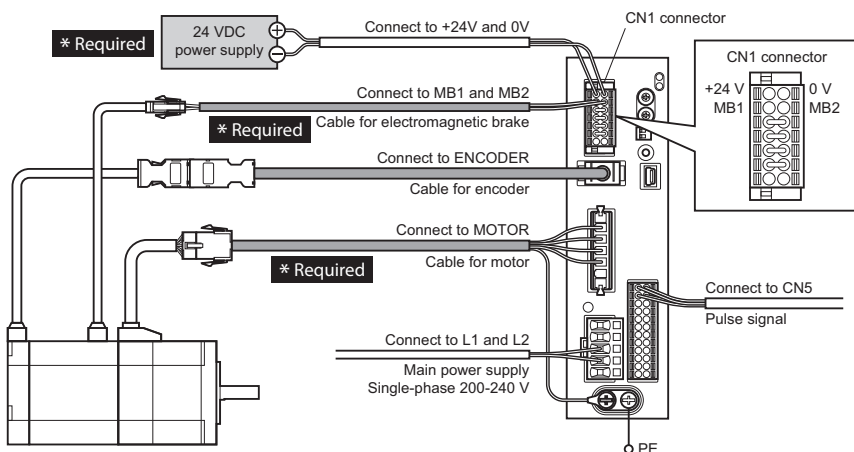 * Required
24 VDC
power supply
+
−
Connect to +24V and 0V
CN1 connector
CN1 connector
+24 V
0 V
MB1
MB2
Connect to MB1 and MB2
* Required
Cable for electromagnetic brake
Connect to ENCODER
Cable for encoder
Connect to MOTOR
* Required
Cable for motor
Connect to CN5
Pulse signal
Connect to L1 and L2
Main power supply
Single-phase 200-240 V
PE